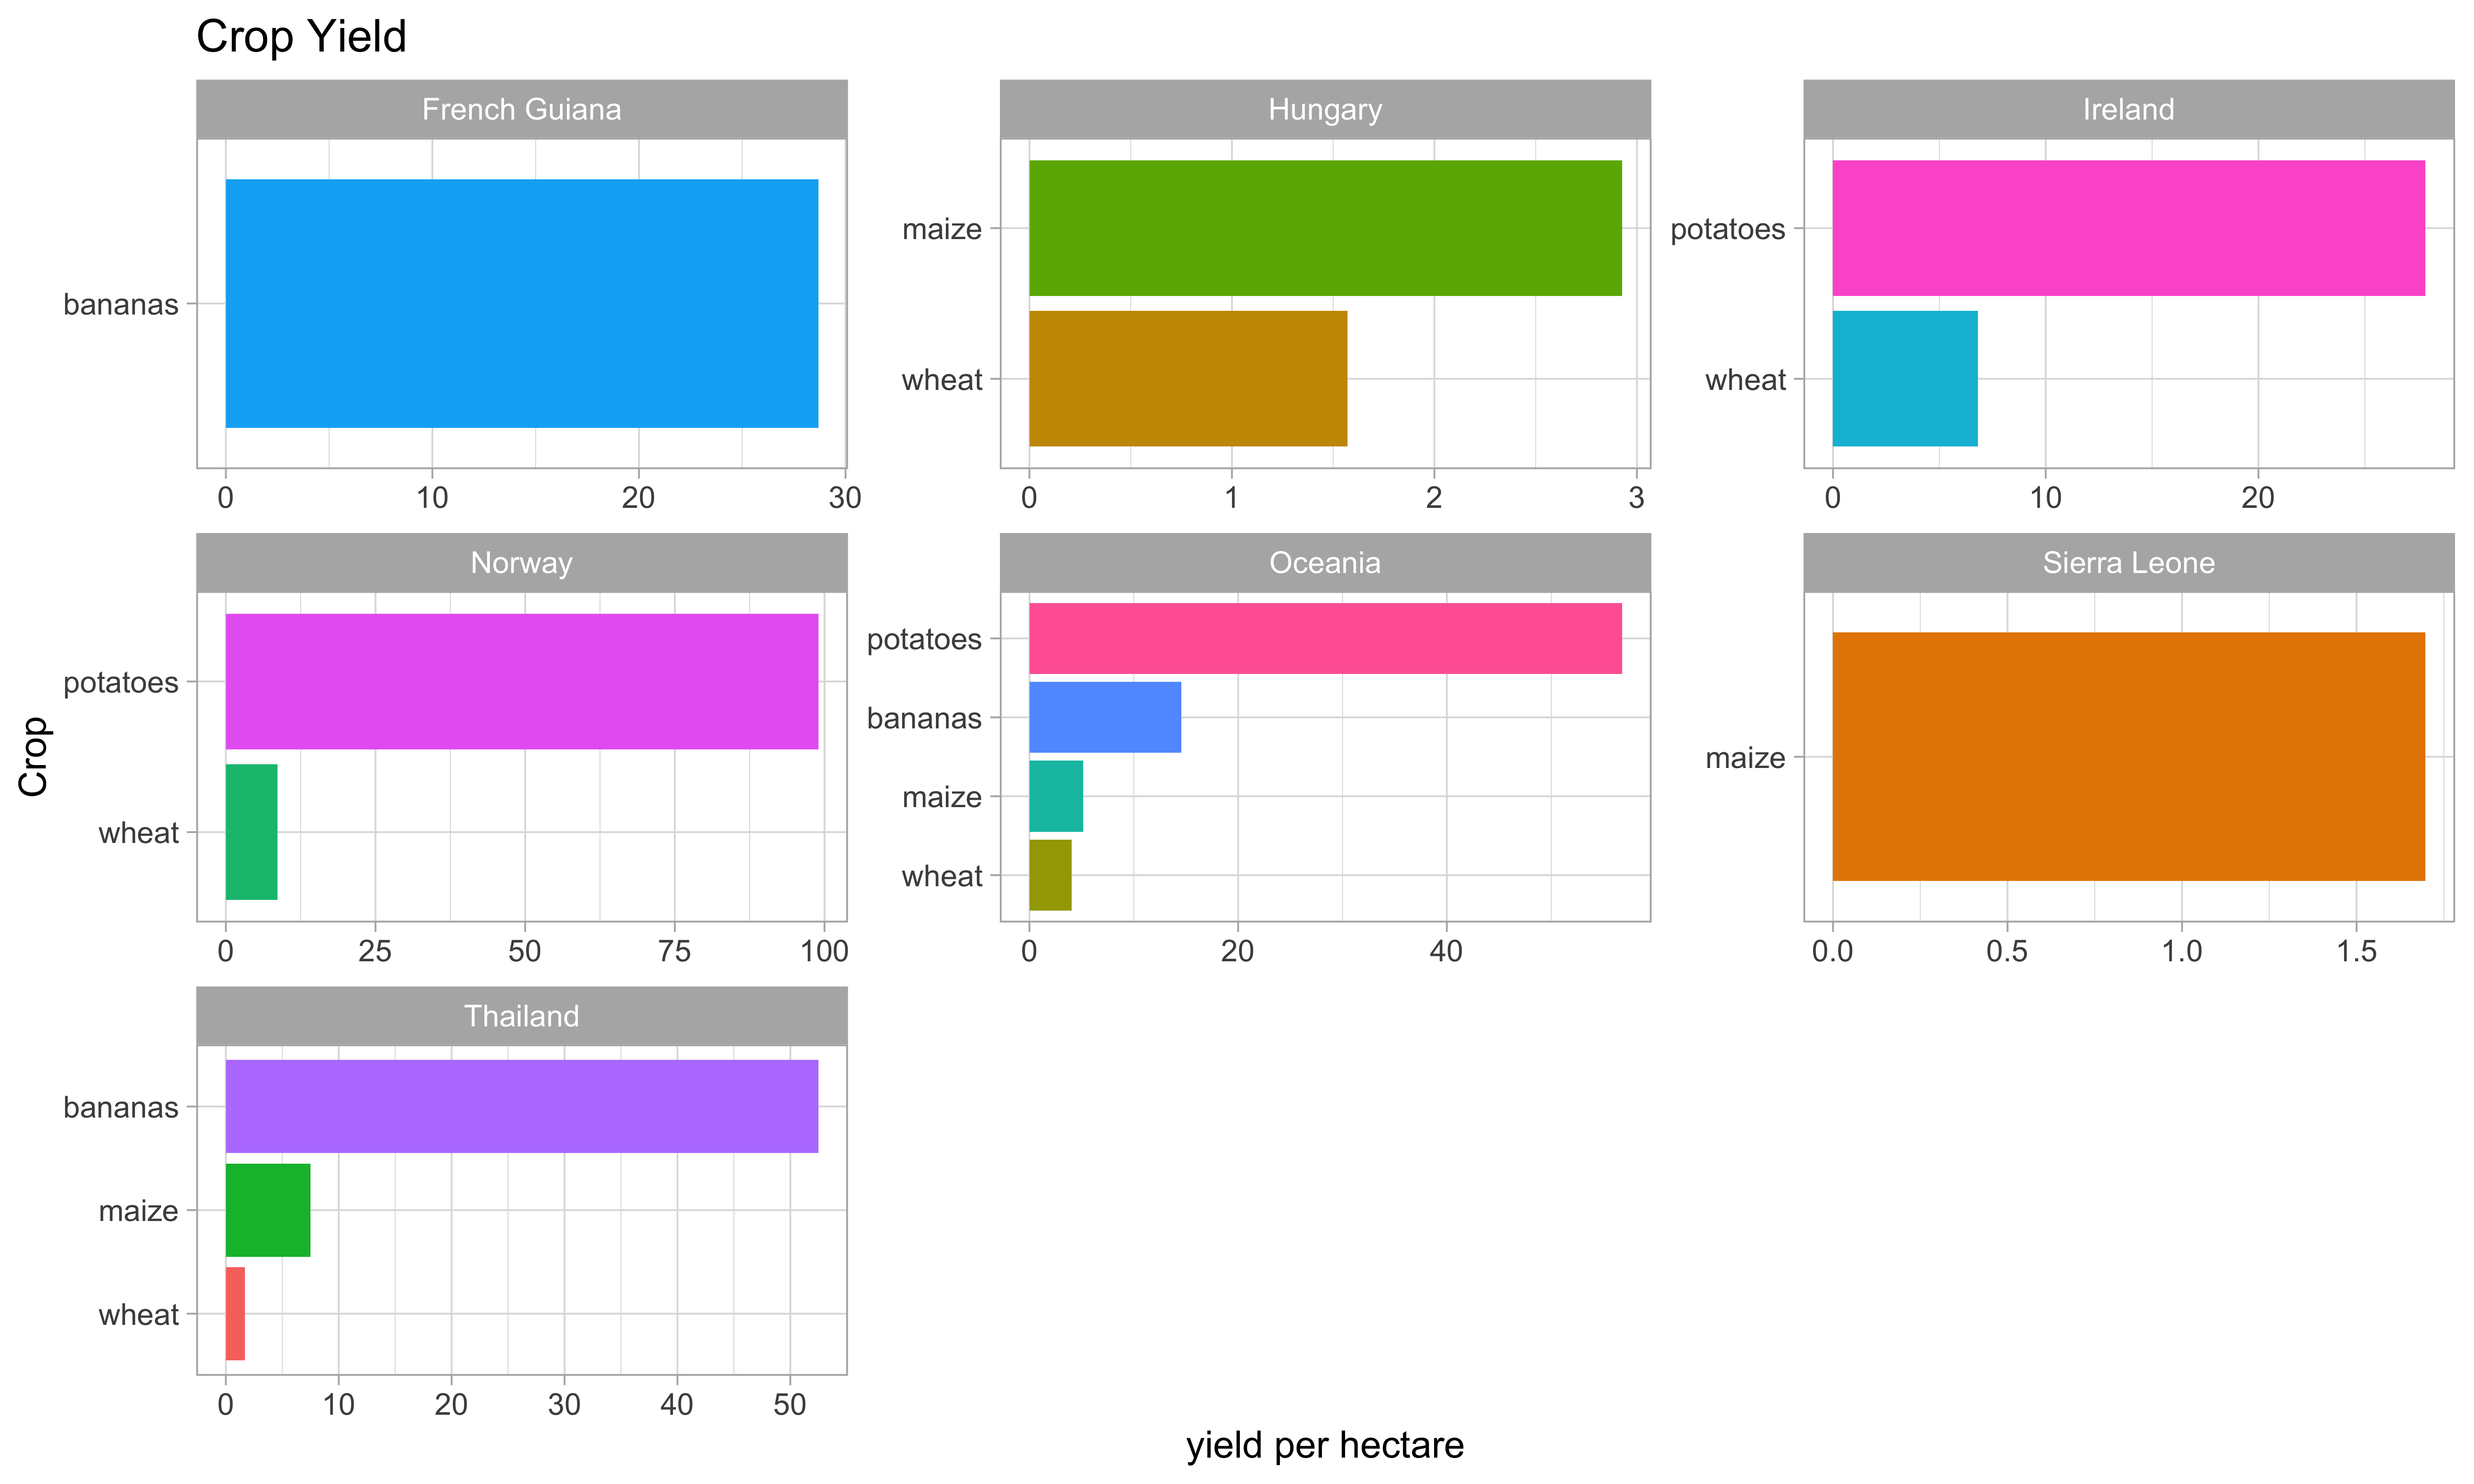 Crop Yield
French Guiana
Hungary
Ireland
bananas
maize
wheat
potatoes
wheat
0 10 20 30
0 1 2 3
0 10 20
Norway
Oceania
Sierra Leone
Crop
potatoes
wheat
potatoes
bananas
maize
wheat
maize
0 25 50 75 100
0 20 40
0.0 0.5 1.0 1.5
Thailand
bananas
maize
wheat
0 10 20 30 40 50
yield per hectare